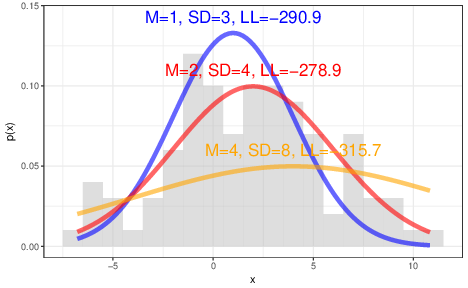 M=1, SD=3, LL=−290.9
M=2, SD=4, LL=−278.9
M=4, SD=8, LL=−315.7
p(x)
0.15
0.10
0.05
0.00
−5
0
5
10
x